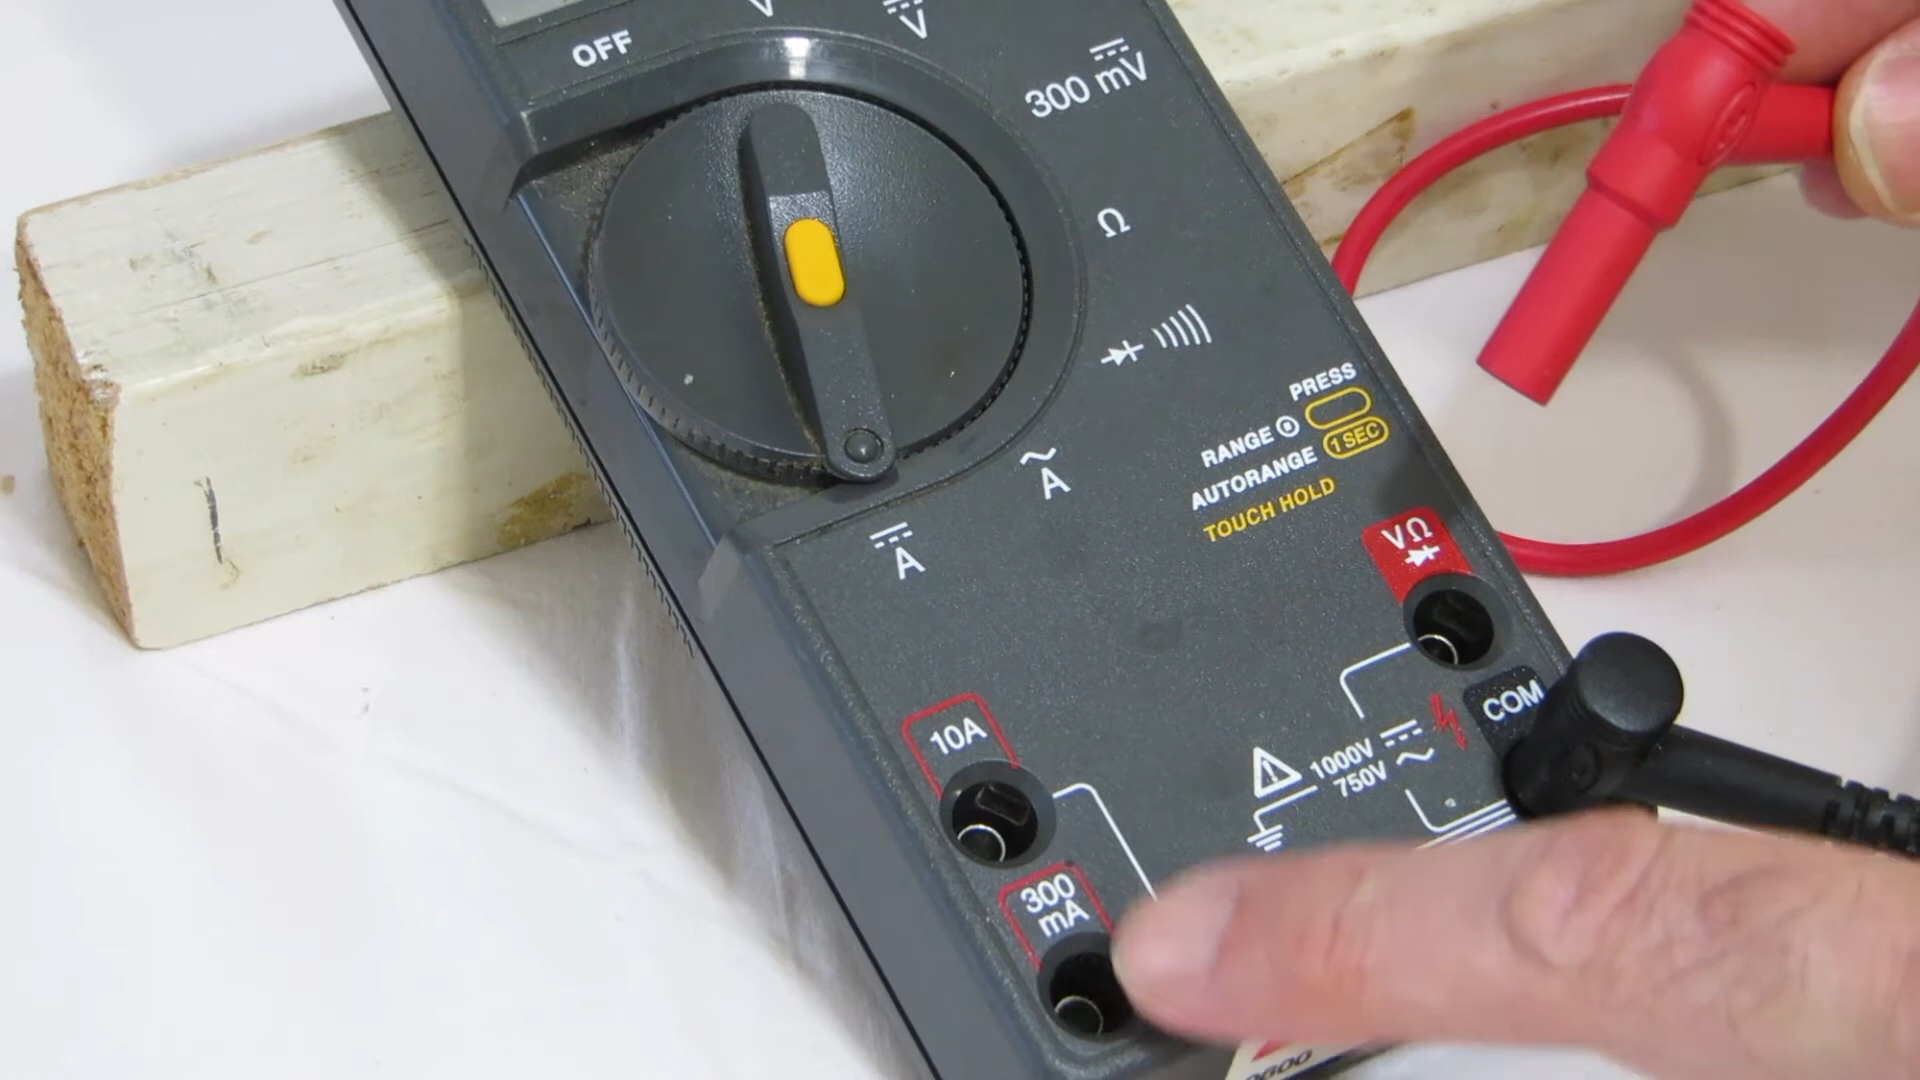 OFF
V
V
300 mV
Ω
A
A
PRESS
RANGE
AUTORANGE 1 SEC
TOUCH HOLD
VΩ
COM
10A
1000V
750V
300
mA